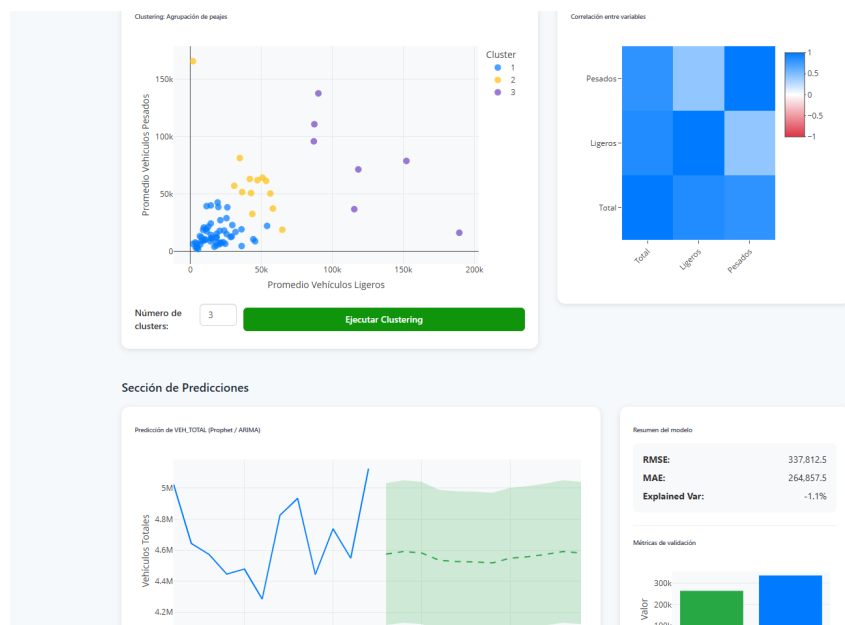 Clustering: Agrupación de peajes
Cluster
1
2
3
150k
100k
50k
0
Promedio Vehículos Pesados
0
50k
100k
150k
200k
Promedio Vehículos Ligeros
Número de
clusters:
3
Ejecutar Clustering
Correlación entre variables
Pesados
Ligeros
Total
Total
Ligeros
Pesados
1
0.5
0
−0.5
−1
Sección de Predicciones
Predicción de VEH_TOTAL (Prophet / ARIMA)
5M
4.8M
4.6M
4.4M
4.2M
Vehículos Totales
Resumen del modelo
RMSE: 337,812.5
MAE: 264,857.5
Explained Var: -1.1%
Métricas de validación
300k
200k
100k
Valor